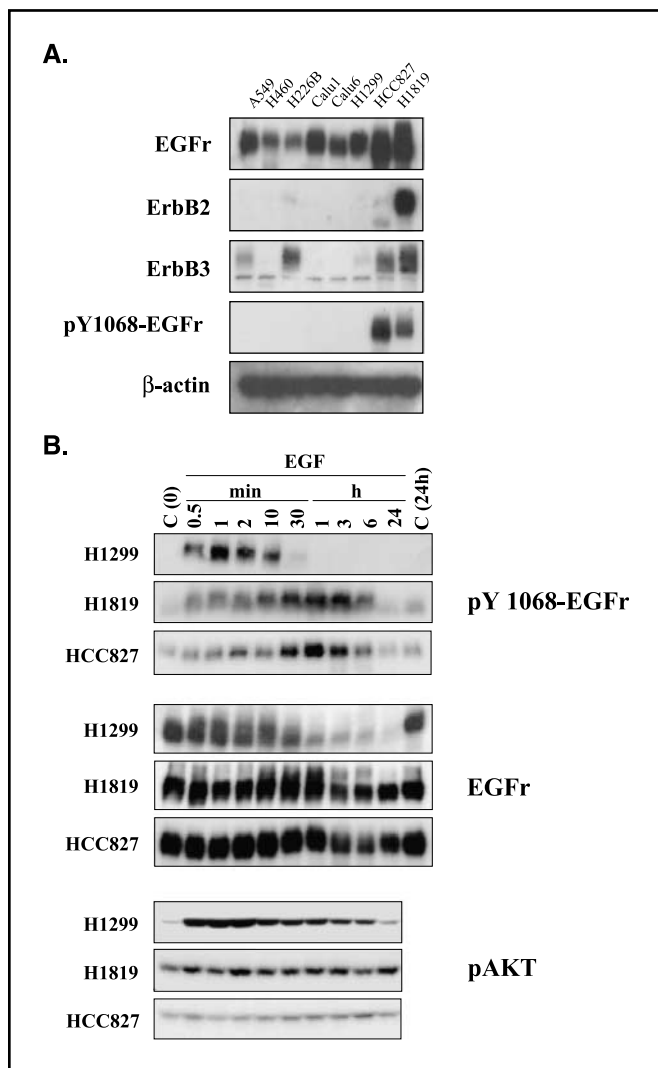 A.
A549 H460 H226B Calu1 Calu6 H1299 HCC827 H1819
EGFr
ErbB2
ErbB3
pY1068-EGFr
β-actin
B.
EGF
min h
C (0) 0.5 1 2 10 30 1 3 6 24 C (24h)
H1299
H1819
HCC827
pY 1068-EGFr
H1299
H1819
HCC827
EGFr
H1299
H1819
HCC827
pAKT